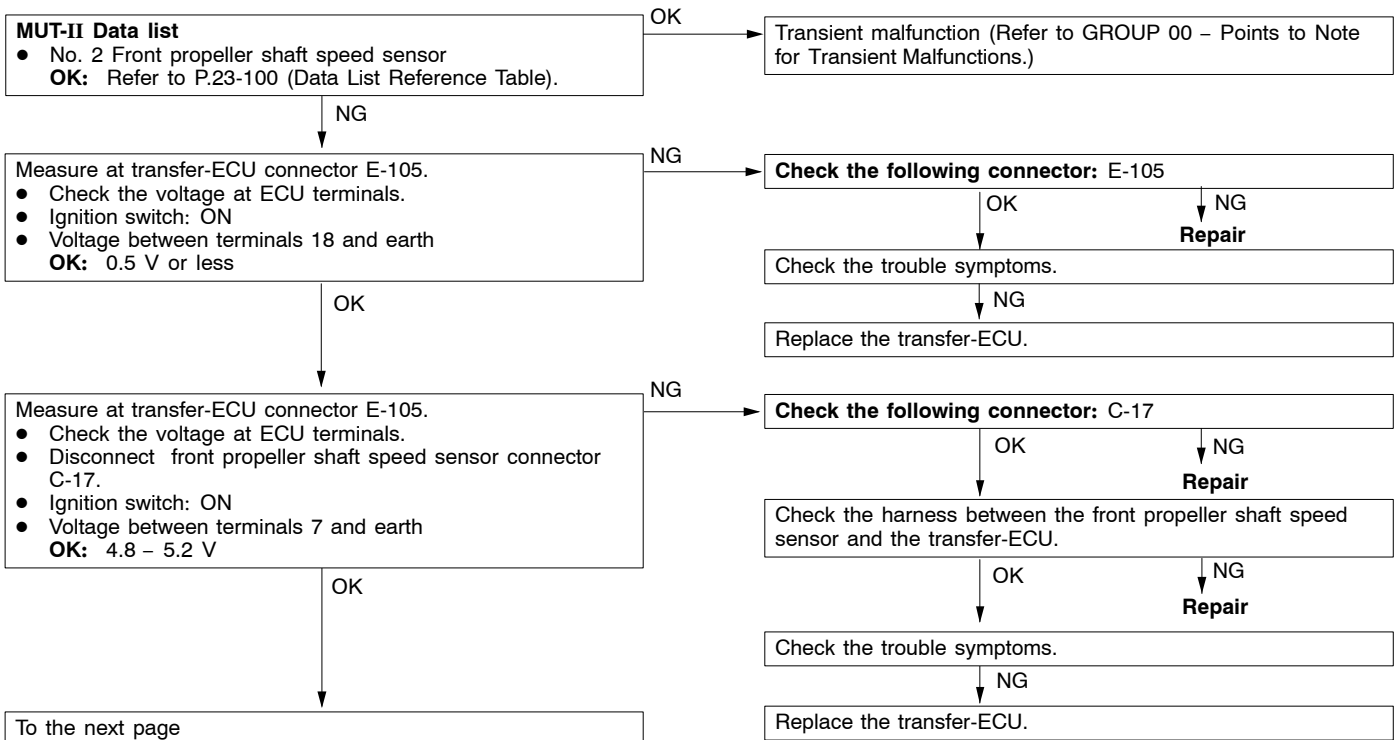 MUT-II Data list
● No. 2 Front propeller shaft speed sensor
OK: Refer to P.23-100 (Data List Reference Table).
OK
Transient malfunction (Refer to GROUP 00 – Points to Note
for Transient Malfunctions.)
NG
Measure at transfer-ECU connector E-105.
● Check the voltage at ECU terminals.
● Ignition switch: ON
● Voltage between terminals 18 and earth
OK: 0.5 V or less
NG
Check the following connector: E-105
OK
NG
Repair
Check the trouble symptoms.
NG
Replace the transfer-ECU.
OK
Measure at transfer-ECU connector E-105.
● Check the voltage at ECU terminals.
● Disconnect front propeller shaft speed sensor connector
C-17.
● Ignition switch: ON
● Voltage between terminals 7 and earth
OK: 4.8 – 5.2 V
NG
Check the following connector: C-17
OK
NG
Repair
Check the harness between the front propeller shaft speed
sensor and the transfer-ECU.
OK
NG
Repair
Check the trouble symptoms.
NG
Replace the transfer-ECU.
OK
To the next page